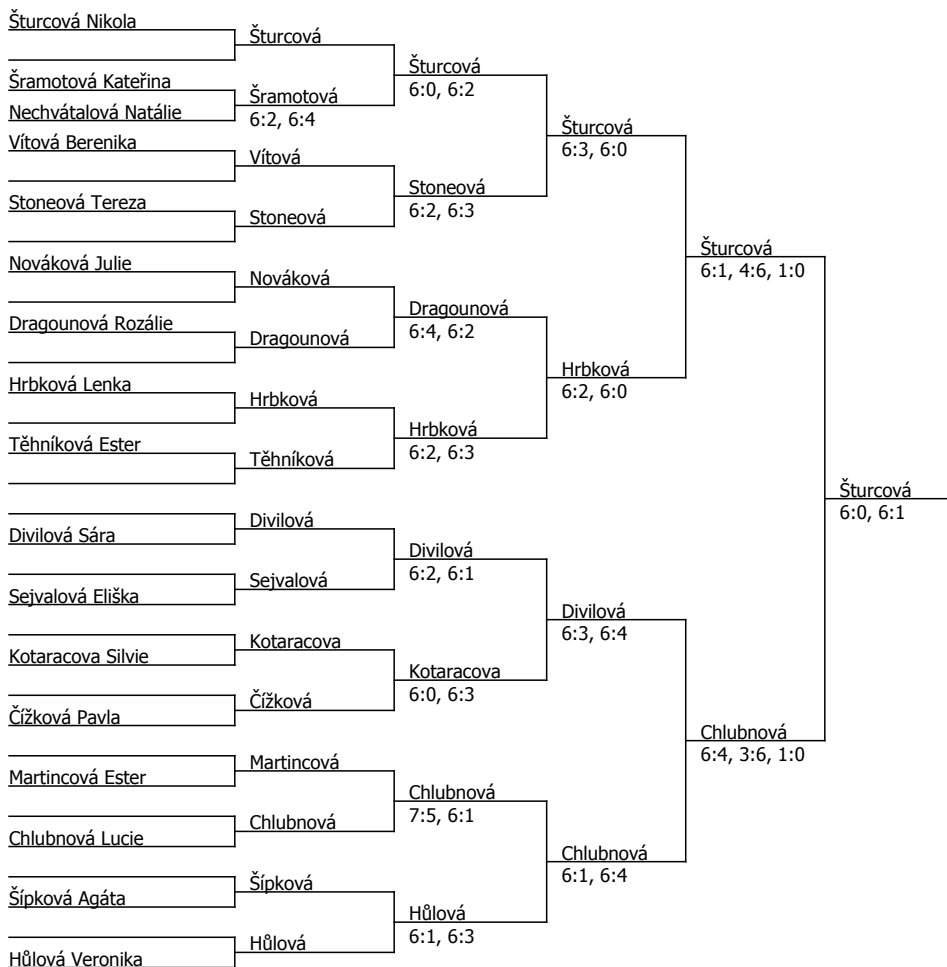 Šturcová Nikola
Šramotová Kateřina
Nechvátalová Natálie
Vítová Berenika
Stoneová Tereza
Nováková Julie
Dragounová Rozálie
Hrbková Lenka
Těhníková Ester
Divilová Sára
Sejvalová Eliška
Kotaracova Silvie
Čížková Pavla
Martincová Ester
Chlubnová Lucie
Šípková Agáta
Hůlová Veronika
Šturcová
Šramotová
6:2, 6:4
Vítová
Stoneová
Nováková
Dragounová
Hrbková
Těhníková
Divilová
Sejvalová
Kotaracova
Čížková
Martincová
Chlubnová
Šípková
Hůlová
Šturcová
6:0, 6:2
Stoneová
6:2, 6:3
Dragounová
6:4, 6:2
Hrbková
6:2, 6:3
Divilová
6:2, 6:1
Kotaracova
6:0, 6:3
Chlubnová
7:5, 6:1
Hůlová
6:1, 6:3
Šturcová
6:3, 6:0
Hrbková
6:2, 6:0
Divilová
6:3, 6:4
Chlubnová
6:1, 6:4
Šturcová
6:1, 4:6, 1:0
Chlubnová
6:4, 3:6, 1:0
Šturcová
6:0, 6:1